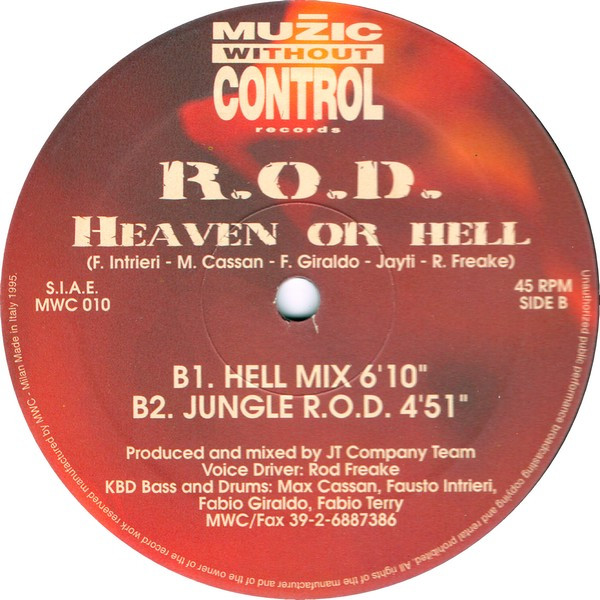 MUZIC
WITHOUT
CONTROL
records
R.O.D.
HEAVEN OR HELL
(F. Intrieri - M. Cassan - F. Giraldo - Jayti - R. Freake)
S.I.A.E.
MWC 010
45 RPM
SIDE B
B1. HELL MIX 6'10"
B2. JUNGLE R.O.D. 4'51"
Produced and mixed by JT Company Team
Voice Driver: Rod Freake
KBD Bass and Drums: Max Cassan, Fausto Intrieri,
Fabio Giraldo, Fabio Terry
MWC/Fax 39-2-6887386
Unauthorized public performance broadcasting copying and rental prohibited. All rights of the manufacturer and of the owner of the record work reserved manufactured by MWC - Milan Made in Italy 1995.